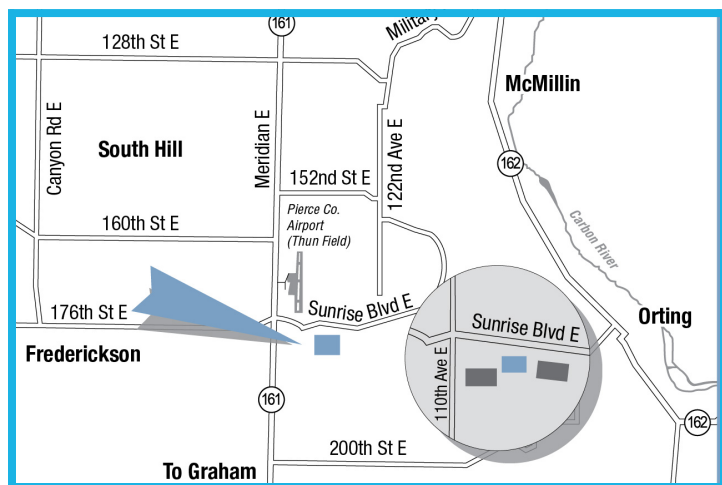 161
Military
128th St E
McMillin
Canyon Rd E
South Hill
Meridian E
122nd Ave E
162
152nd St E
Pierce Co.
Airport
(Thun Field)
160th St E
Carbon River
176th St E
Sunrise Blvd E
Sunrise Blvd E
Orting
Frederickson
110th Ave E
161
162
200th St E
To Graham